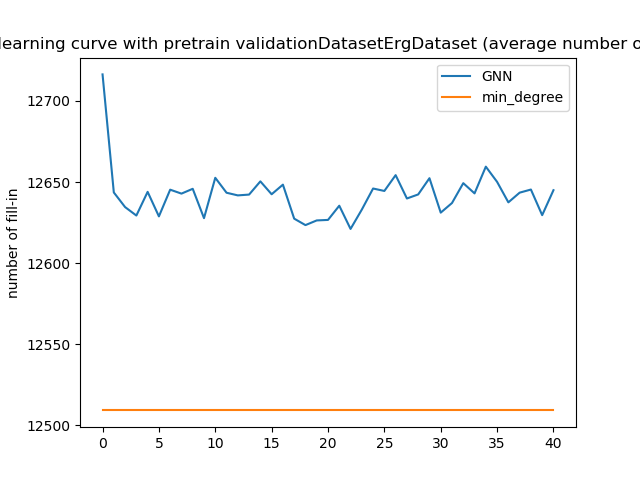 learning curve with pretrain validationDatasetErgDataset (average number o
GNN
min_degree
number of fill-in
12700
12650
12600
12550
12500
0 5 10 15 20 25 30 35 40